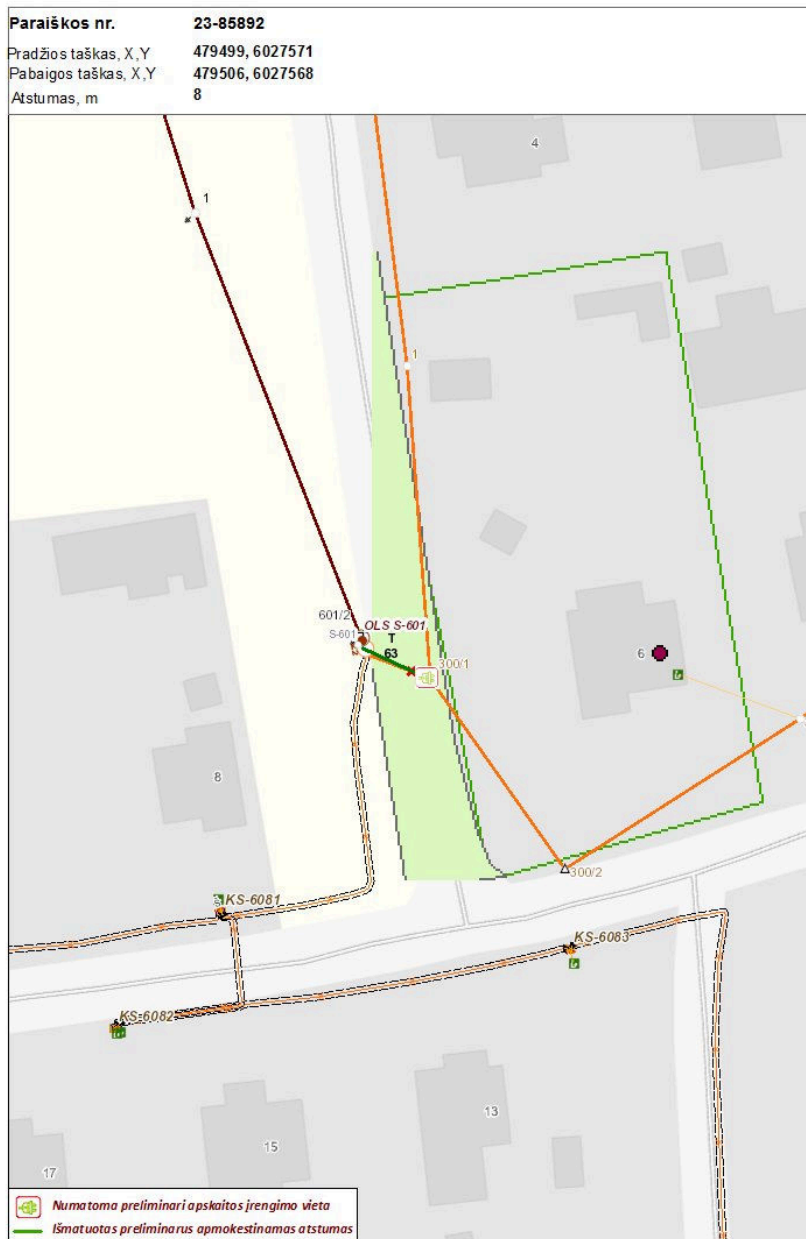 Paraiškos nr. 23-85892
Pradžios taškas, X,Y 479499, 6027571
Pabaigos taškas, X,Y 479506, 6027568
Atstumas, m 8
4
1
1
601/2
OLS S-601
S-601
T
63
300/1
6
8
300/2
KS-6081
KS-6083
KS-6082
13
15
17
Numatoma preliminari apskaitos įrengimo vieta
Išmatuotas preliminarus apmokestinamas atstumas